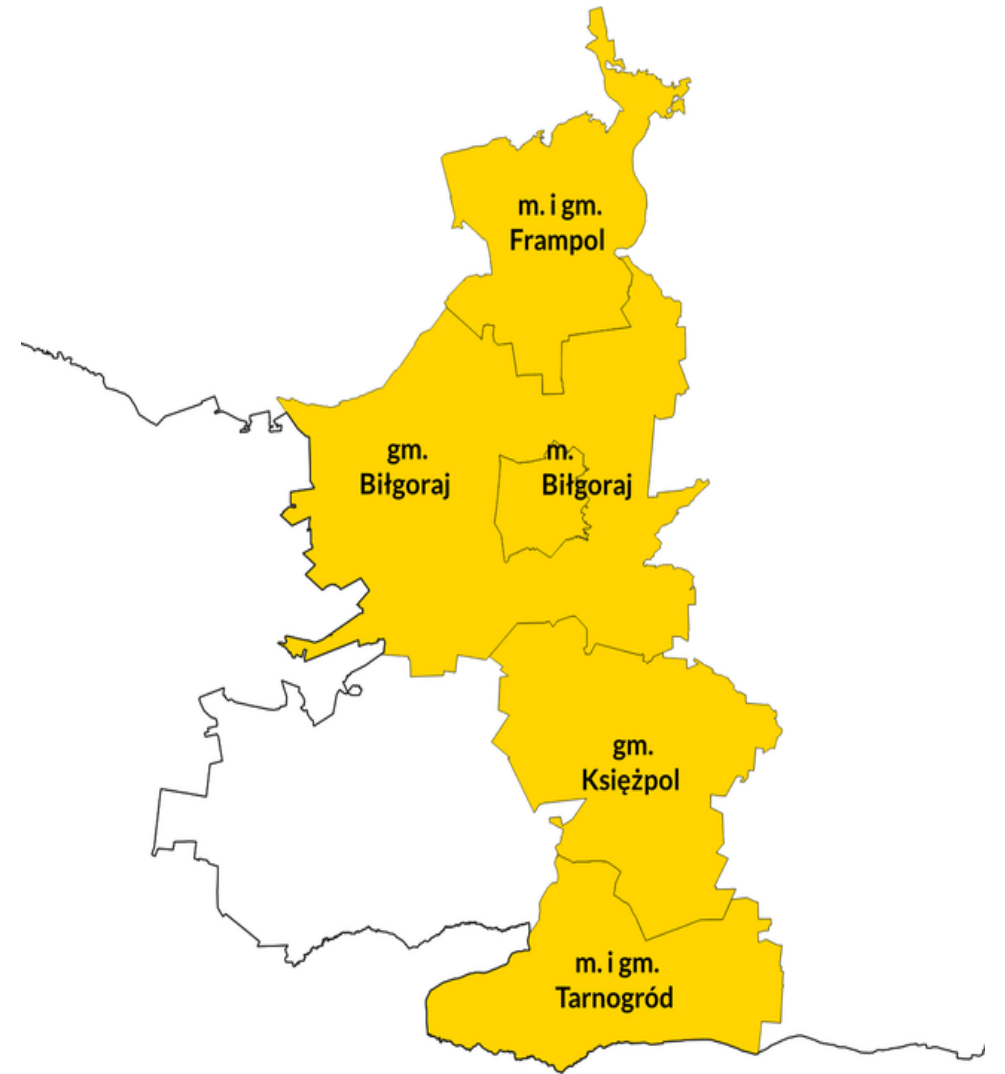 m. i gm.
Frampol
gm.
Biłgoraj
m.
Biłgoraj
gm.
Księżpol
m. i gm.
Tarnogród